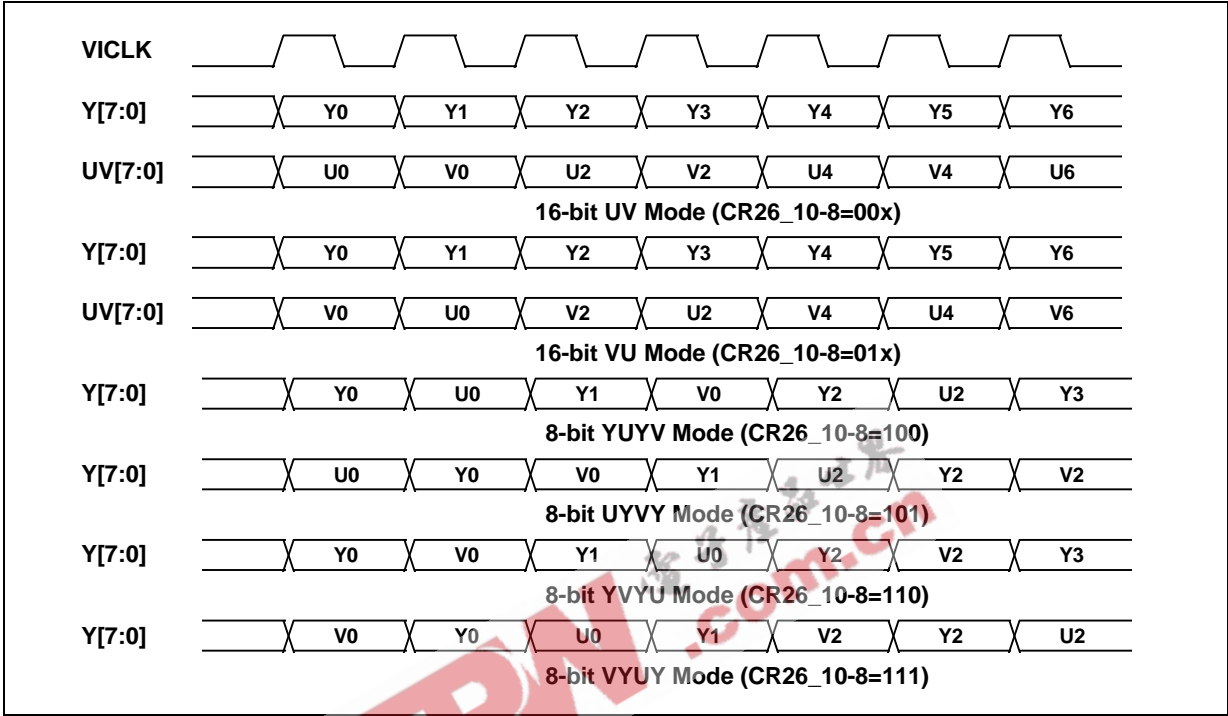 VICLK
Y[7:0] Y0 Y1 Y2 Y3 Y4 Y5 Y6
UV[7:0] U0 V0 U2 V2 U4 V4 U6
16-bit UV Mode (CR26_10-8=00x)
Y[7:0] Y0 Y1 Y2 Y3 Y4 Y5 Y6
UV[7:0] V0 U0 V2 U2 V4 U4 V6
16-bit VU Mode (CR26_10-8=01x)
Y[7:0] Y0 U0 Y1 V0 Y2 U2 Y3
8-bit YUYV Mode (CR26_10-8=100)
Y[7:0] U0 Y0 V0 Y1 U2 Y2 V2
8-bit UYVY Mode (CR26_10-8=101)
Y[7:0] Y0 V0 Y1 U0 Y2 V2 Y3
8-bit YVYU Mode (CR26_10-8=110)
Y[7:0] V0 Y0 U0 Y1 V2 Y2 U2
8-bit VYUY Mode (CR26_10-8=111)
電子產品世界
.com.cn